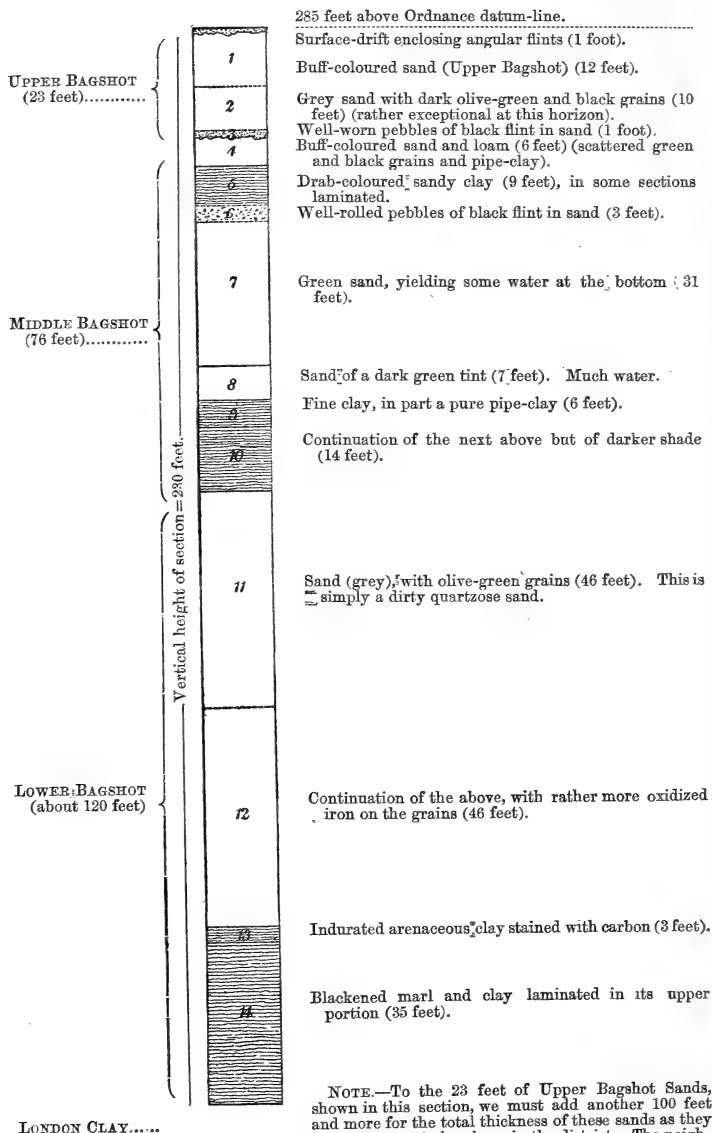 285 feet above Ordnance datum-line.
Surface-drift enclosing angular flints (1 foot).
1
Buff-coloured sand (Upper Bagshot) (12 feet).
UPPER BAGSHOT
(23 feet)............
2
Grey sand with dark olive-green and black grains (10
feet) (rather exceptional at this horizon).
3
Well-worn pebbles of black flint in sand (1 foot).
4
Buff-coloured sand and loam (6 feet) (scattered green
and black grains and pipe-clay).
5
Drab-coloured sandy clay (9 feet), in some sections
laminated.
6
Well-rolled pebbles of black flint in sand (3 feet).
7
Green sand, yielding some water at the bottom (31
feet).
MIDDLE BAGSHOT
(76 feet)............
8
Sand of a dark green tint (7 feet). Much water.
9
Fine clay, in part a pure pipe-clay (6 feet).
10
Continuation of the next above but of darker shade
(14 feet).
Vertical height of section=230 feet.
11
Sand (grey), with olive-green grains (46 feet). This is
simply a dirty quartzose sand.
LOWER BAGSHOT
(about 120 feet)
12
Continuation of the above, with rather more oxidized
iron on the grains (46 feet).
13
Indurated arenaceous clay stained with carbon (3 feet).
14
Blackened marl and clay laminated in its upper
portion (35 feet).
NOTE.—To the 23 feet of Upper Bagshot Sands,
shown in this section, we must add another 100 feet
and more for the total thickness of these sands as they
LONDON CLAY......